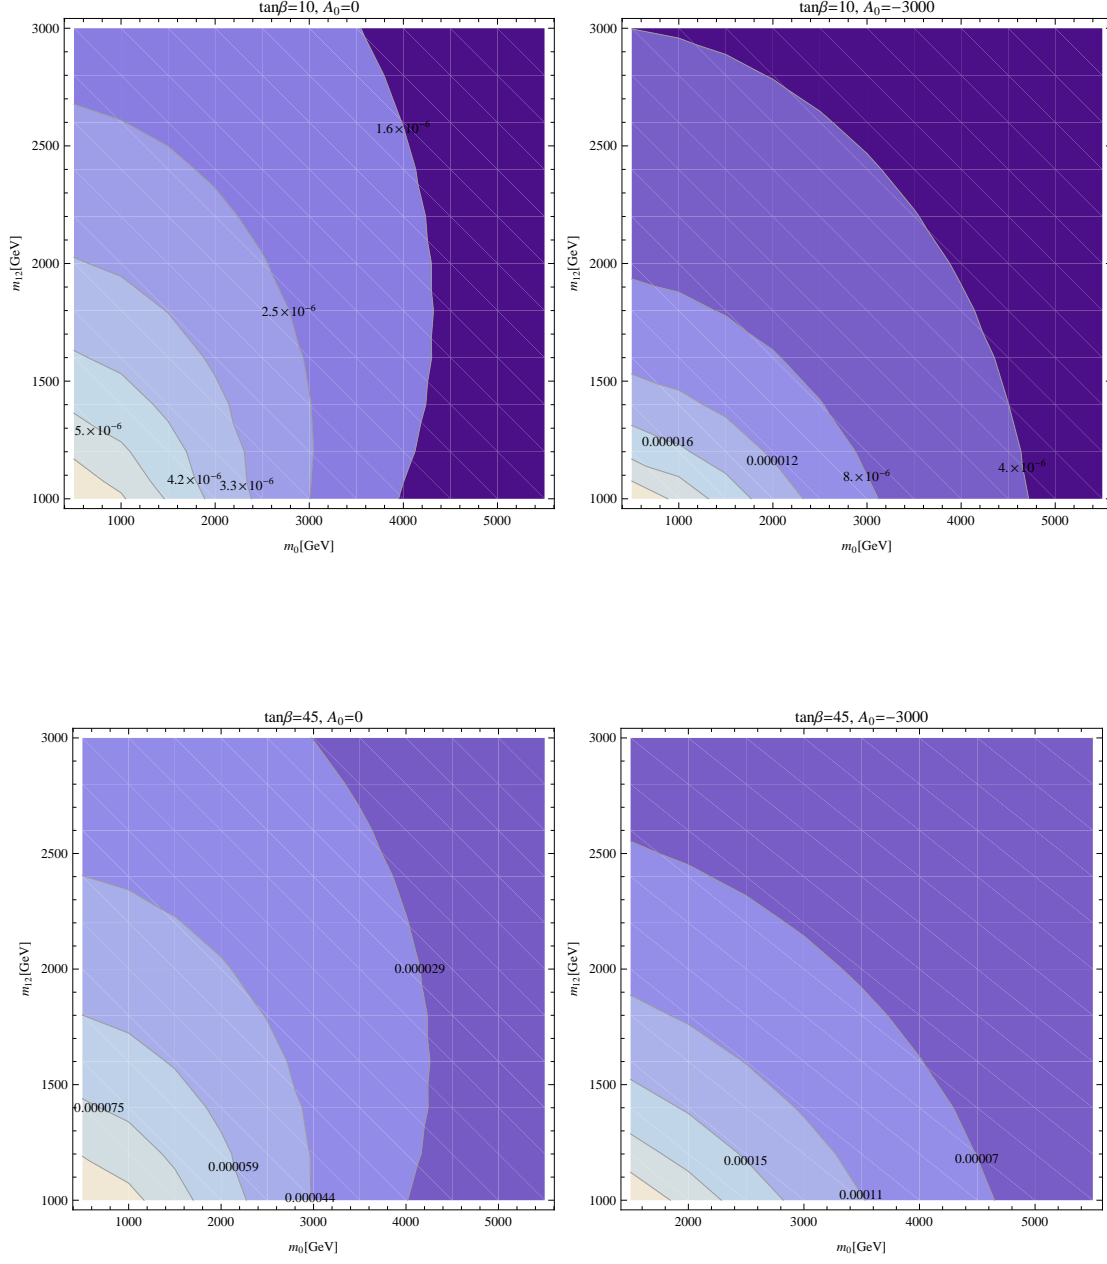 tanβ=10, A₀=0
3000
2500
2000
1500
1000
m₁₂[GeV]
1.6×10⁻⁶
2.5×10⁻⁶
5.×10⁻⁶
4.2×10⁻⁶
3.3×10⁻⁶
1000 2000 3000 4000 5000
m₀[GeV]
tanβ=10, A₀=−3000
3000
2500
2000
1500
1000
m₁₂[GeV]
0.000016
0.000012
8.×10⁻⁶
4.×10⁻⁶
1000 2000 3000 4000 5000
m₀[GeV]
tanβ=45, A₀=0
3000
2500
2000
1500
1000
m₁₂[GeV]
0.000029
0.000075
0.000059
0.000044
1000 2000 3000 4000 5000
m₀[GeV]
tanβ=45, A₀=−3000
3000
2500
2000
1500
1000
m₁₂[GeV]
0.00015
0.00007
0.00011
2000 3000 4000 5000
m₀[GeV]